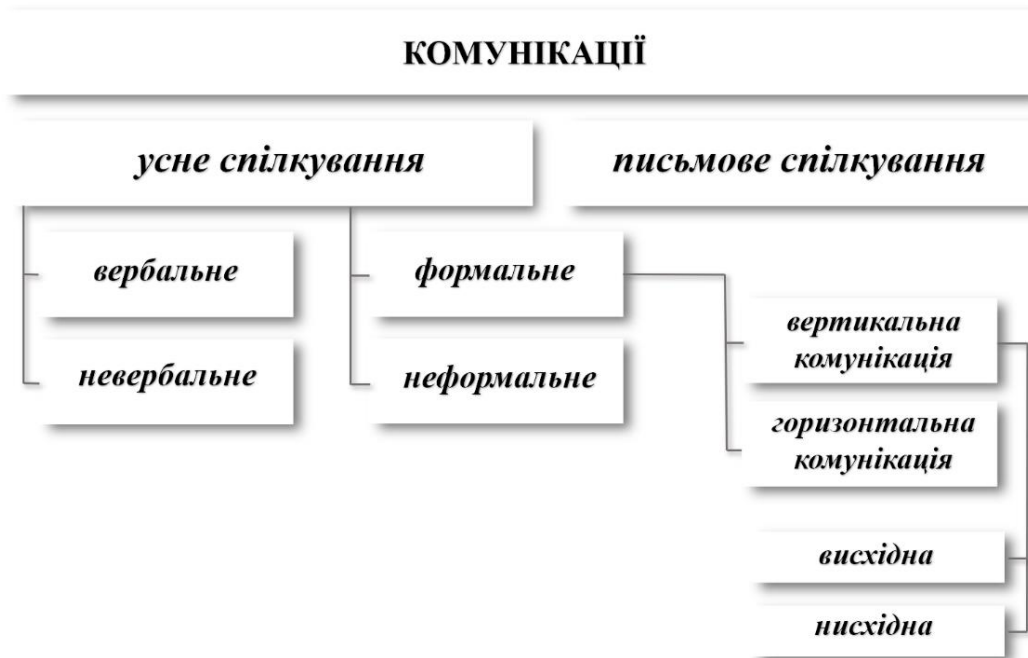 КОМУНІКАЦІЇ
усне спілкування
письмове спілкування
вербальне
формальне
невербальне
неформальне
вертикальна
комунікація
горизонтальна
комунікація
висхідна
нисхідна